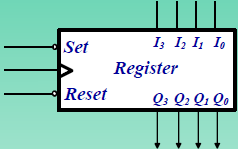 Set I₃ I₂ I₁ I₀
Register
Reset Q₃ Q₂ Q₁ Q₀